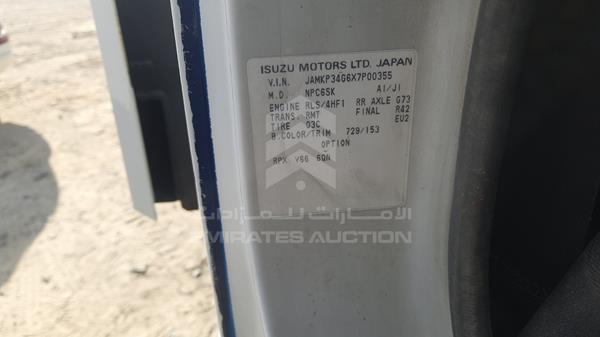 ISUZU MOTORS LTD. JAPAN
V.I.N. JAMKP34G6X7P00355
M.D. NPC6SK A1/J1
ENGINE RLS/4HF1 RR AXLE G73
TRANS. RMT FINAL R42
TIRE 03C EU2
B.COLOR/TRIM 729/153
OPTION
RPX V66 6QN
الإمارات للمزادات
EMIRATES AUCTION